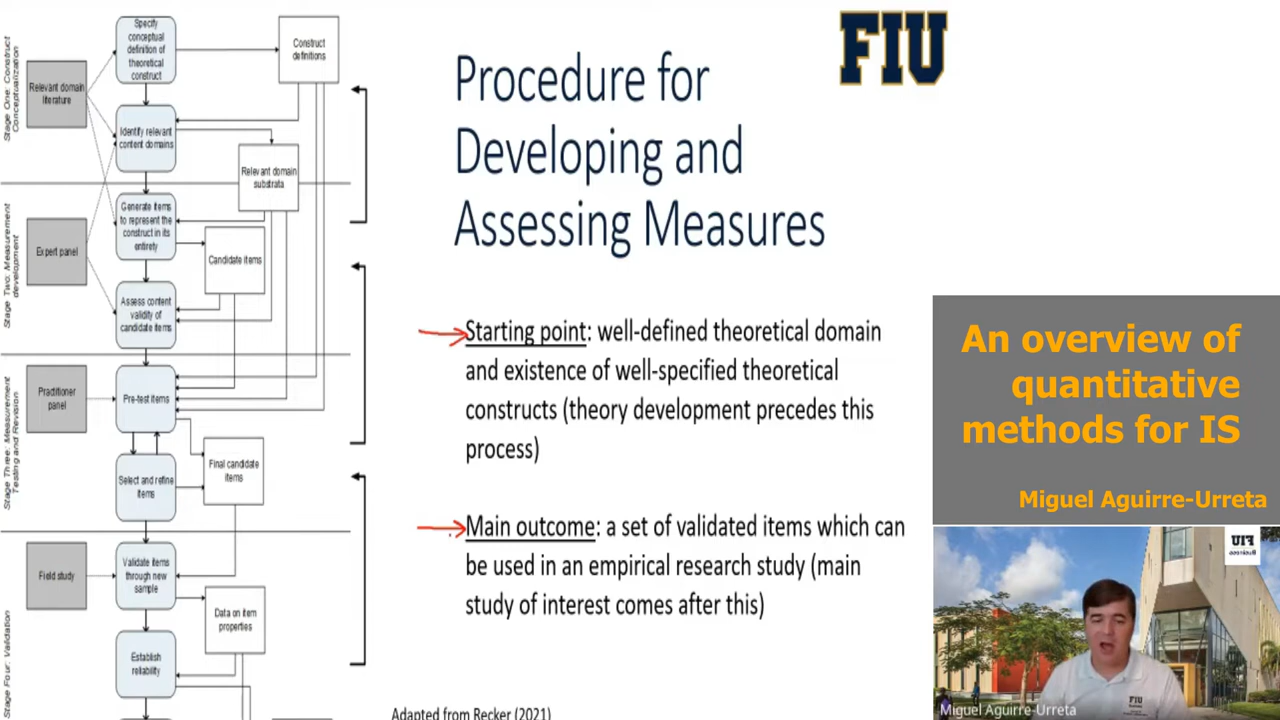 Stage One: Construct
Conceptualization
Specify
conceptual
definition of
theoretical
construct
Construct
definitions
Relevant domain
literature
Identify relevant
content domains
Relevant domain
substrata
Stage Two: Measurement
development
Generate items
to represent the
construct in its
entirety
Expert panel
Candidate items
Assess content
validity of
candidate items
Stage Three: Measurement
Testing and Revision
Practitioner
panel
Pre-test items
Final candidate
items
Select and refine
items
Stage Four: Validation
Field study
Validate items
through new
sample
Data on item
properties
Establish
reliability
Procedure for
Developing and
Assessing Measures
Starting point: well-defined theoretical domain
and existence of well-specified theoretical
constructs (theory development precedes this
process)
Main outcome: a set of validated items which can
be used in an empirical research study (main
study of interest comes after this)
Adapted from Recker (2021)
FIU
An overview of
quantitative
methods for IS
Miguel Aguirre-Urreta
FIU
Business
FIU
Miguel Aguirre-Urreta